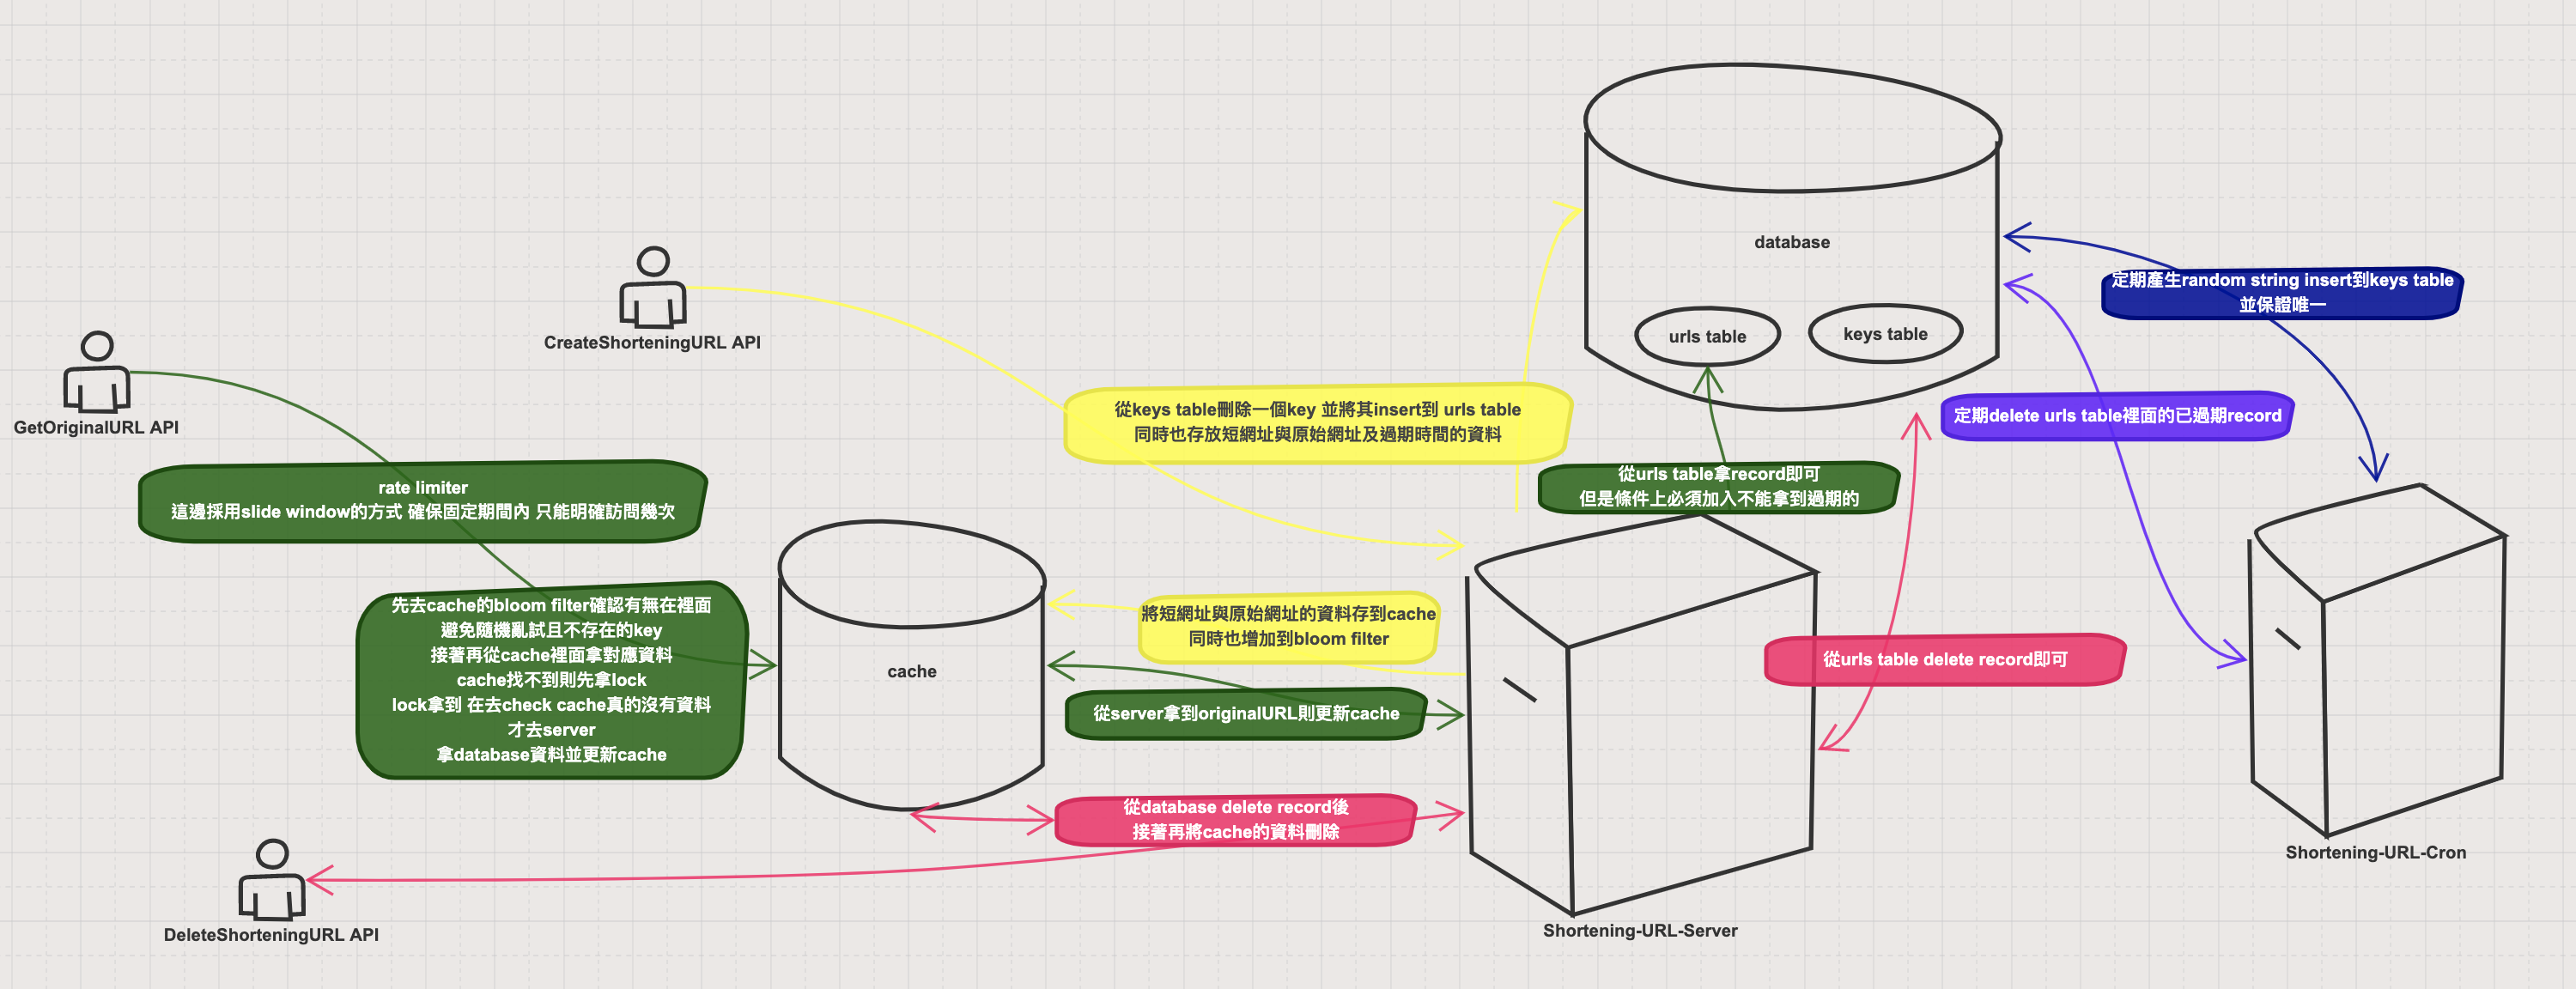 database
urls table
keys table
定期產生random string insert到keys table
並保證唯一
CreateShorteningURL API
GetOriginalURL API
從keys table刪除一個key 並將其insert到 urls table
同時也存放短網址與原始網址及過期時間的資料
定期delete urls table裡面的已過期record
rate limiter
這邊採用slide window的方式 確保固定期間內 只能明確訪問幾次
從urls table拿record即可
但是條件上必須加入不能拿到過期的
先去cache的bloom filter確認有無在裡面
避免隨機亂試且不存在的key
接著再從cache裡面拿對應資料
cache找不到則先拿lock
lock拿到 在去check cache真的沒有資料
才去server
拿database資料並更新cache
cache
將短網址與原始網址的資料存到cache
同時也增加到bloom filter
從server拿到originalURL則更新cache
從urls table delete record即可
從database delete record後
接著再將cache的資料刪除
Shortening-URL-Cron
DeleteShorteningURL API
Shortening-URL-Server